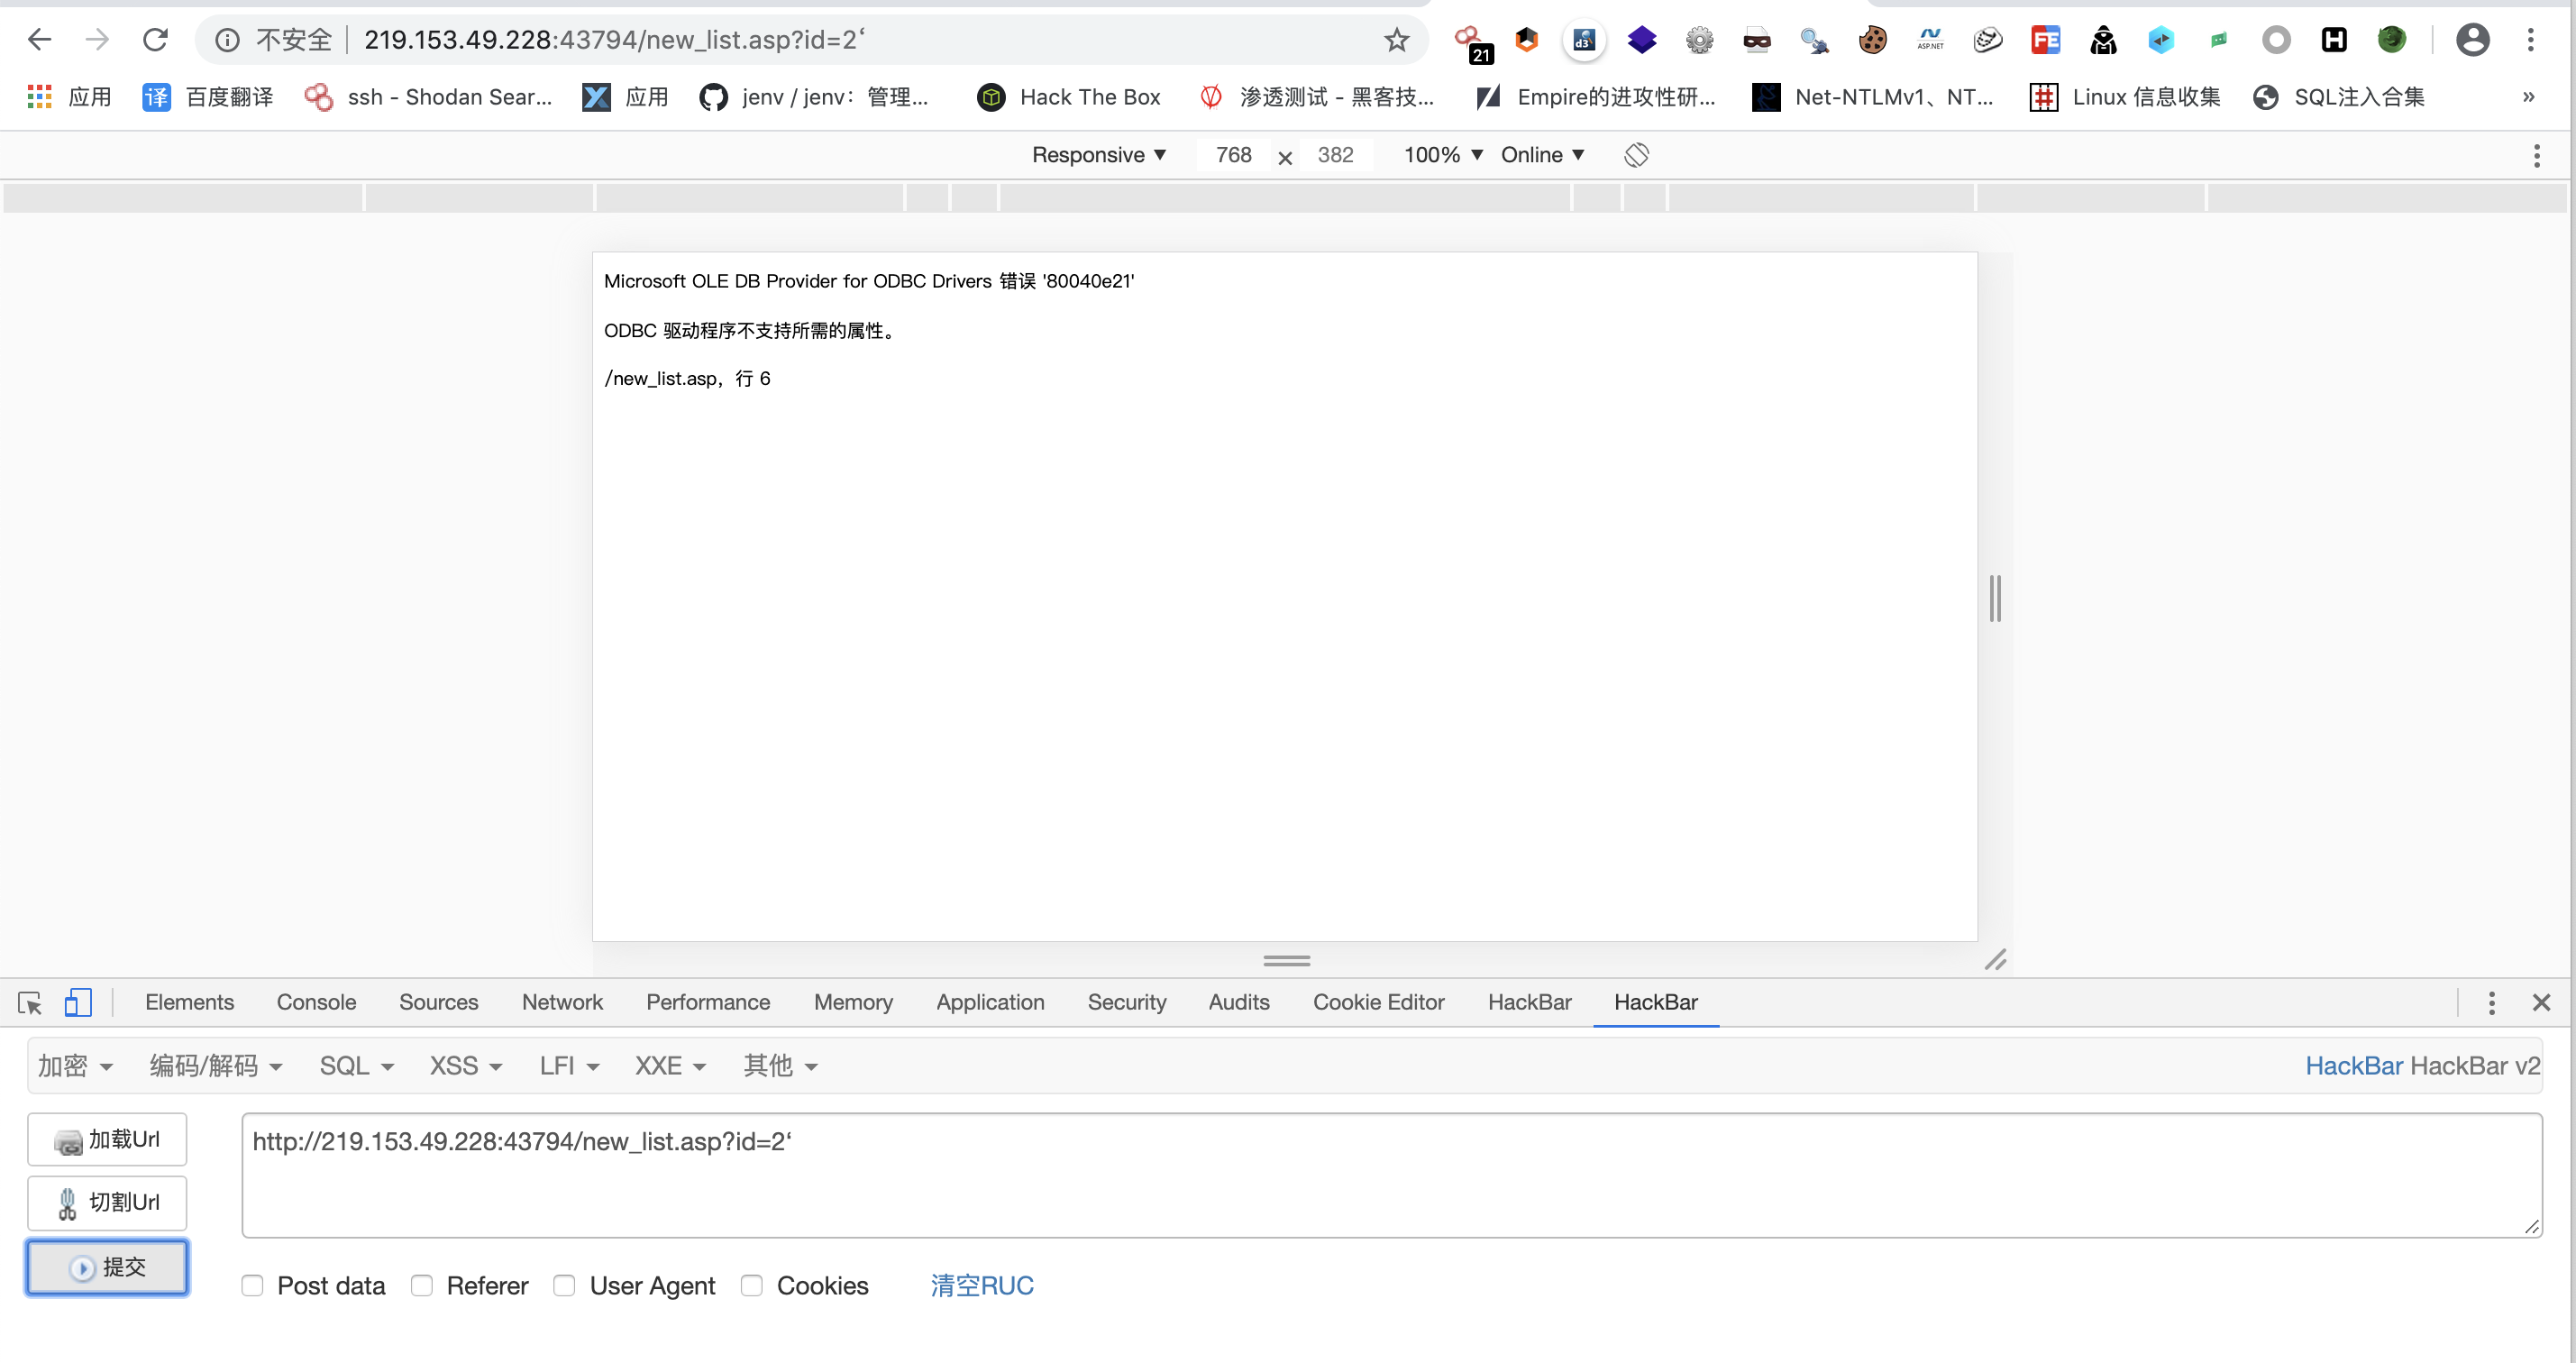 不安全 219.153.49.228:43794/new_list.asp?id=2‘
21 d3 ASP.NET FE H
应用 译 百度翻译 ssh - Shodan Sear... 应用 jenv / jenv：管理... Hack The Box 渗透测试 - 黑客技... Empire的进攻性研... Net-NTLMv1、NT... Linux 信息收集 SQL注入合集 »
Responsive ▼ 768 × 382 100% ▼ Online ▼
Microsoft OLE DB Provider for ODBC Drivers 错误 '80040e21'
ODBC 驱动程序不支持所需的属性。
/new_list.asp，行 6
Elements Console Sources Network Performance Memory Application Security Audits Cookie Editor HackBar HackBar
加密 编码/解码 SQL XSS LFI XXE 其他 HackBar HackBar v2
加载Url http://219.153.49.228:43794/new_list.asp?id=2‘
切割Url
提交
Post data Referer User Agent Cookies 清空RUC